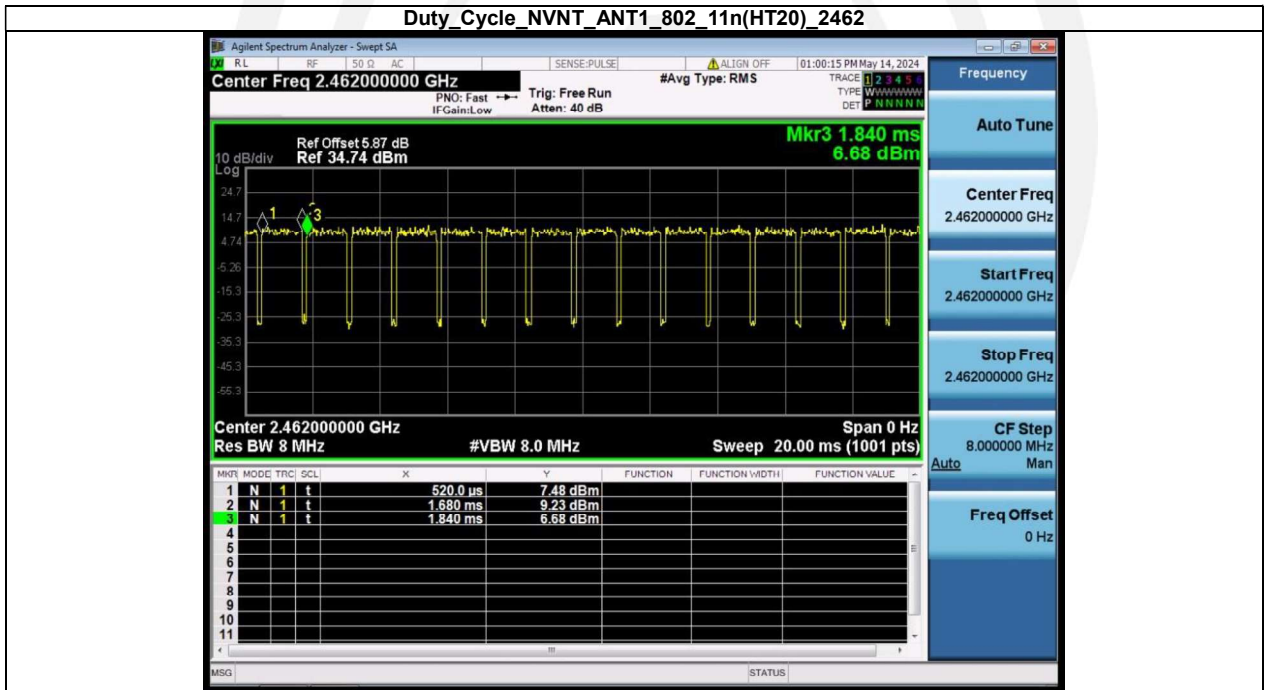 Duty_Cycle_NVNT_ANT1_802_11n(HT20)_2462
Agilent Spectrum Analyzer - Swept SA
LXI RL RF 50 Ω AC SENSE:PULSE ALIGN OFF 01:00:15 PM May 14, 2024
Center Freq 2.462000000 GHz
PNO: Fast
IFGain:Low
Trig: Free Run
Atten: 40 dB
#Avg Type: RMS
TRACE 1 2 3 4 5 6
TYPE WWWWWW
DET P N N N N N
Mkr3 1.840 ms
6.68 dBm
Ref Offset 5.87 dB
10 dB/div Ref 34.74 dBm
Log
24.7
14.7
4.74
-5.26
-15.3
-25.3
-35.3
-45.3
-55.3
1
3
Center 2.462000000 GHz Span 0 Hz
Res BW 8 MHz #VBW 8.0 MHz Sweep 20.00 ms (1001 pts)
MKR MODE TRC SCL X Y FUNCTION FUNCTION WIDTH FUNCTION VALUE
1 N 1 t 520.0 µs 7.48 dBm
2 N 1 t 1.680 ms 9.23 dBm
3 N 1 t 1.840 ms 6.68 dBm
4
5
6
7
8
9
10
11
MSG STATUS
Frequency
Auto Tune
Center Freq
2.462000000 GHz
Start Freq
2.462000000 GHz
Stop Freq
2.462000000 GHz
CF Step
8.000000 MHz
Auto Man
Freq Offset
0 Hz